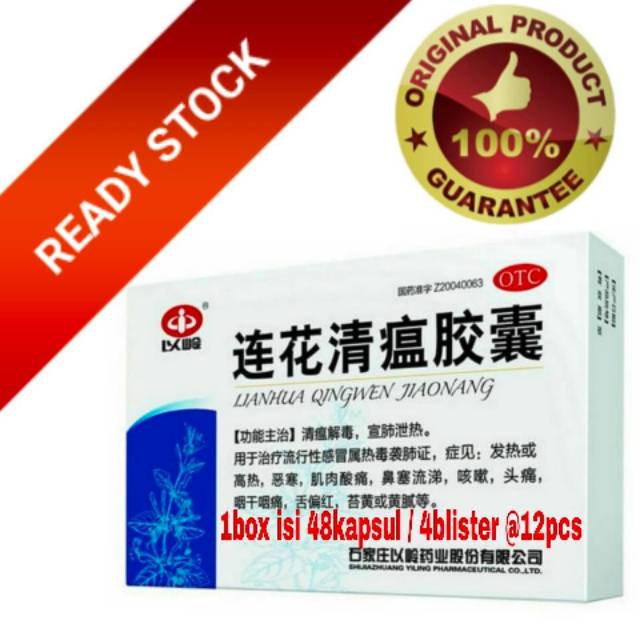 READY STOCK
ORIGINAL PRODUCT
100%
GUARANTEE
国药准字 Z20040063
OTC
以岭
®
连花清瘟胶囊
LIANHUA QINGWEN JIAONANG
【功能主治】清瘟解毒，宣肺泄热。
用于治疗流行性感冒属热毒袭肺证，症见：发热或
高热，恶寒，肌肉酸痛，鼻塞流涕，咳嗽，头痛，
咽干咽痛，舌偏红，苔黄或黄腻等。
1box isi 48kapsul / 4blister @12pcs
石家庄以岭药业股份有限公司
SHIJIAZHUANG YILING PHARMACEUTICAL CO.,LTD.